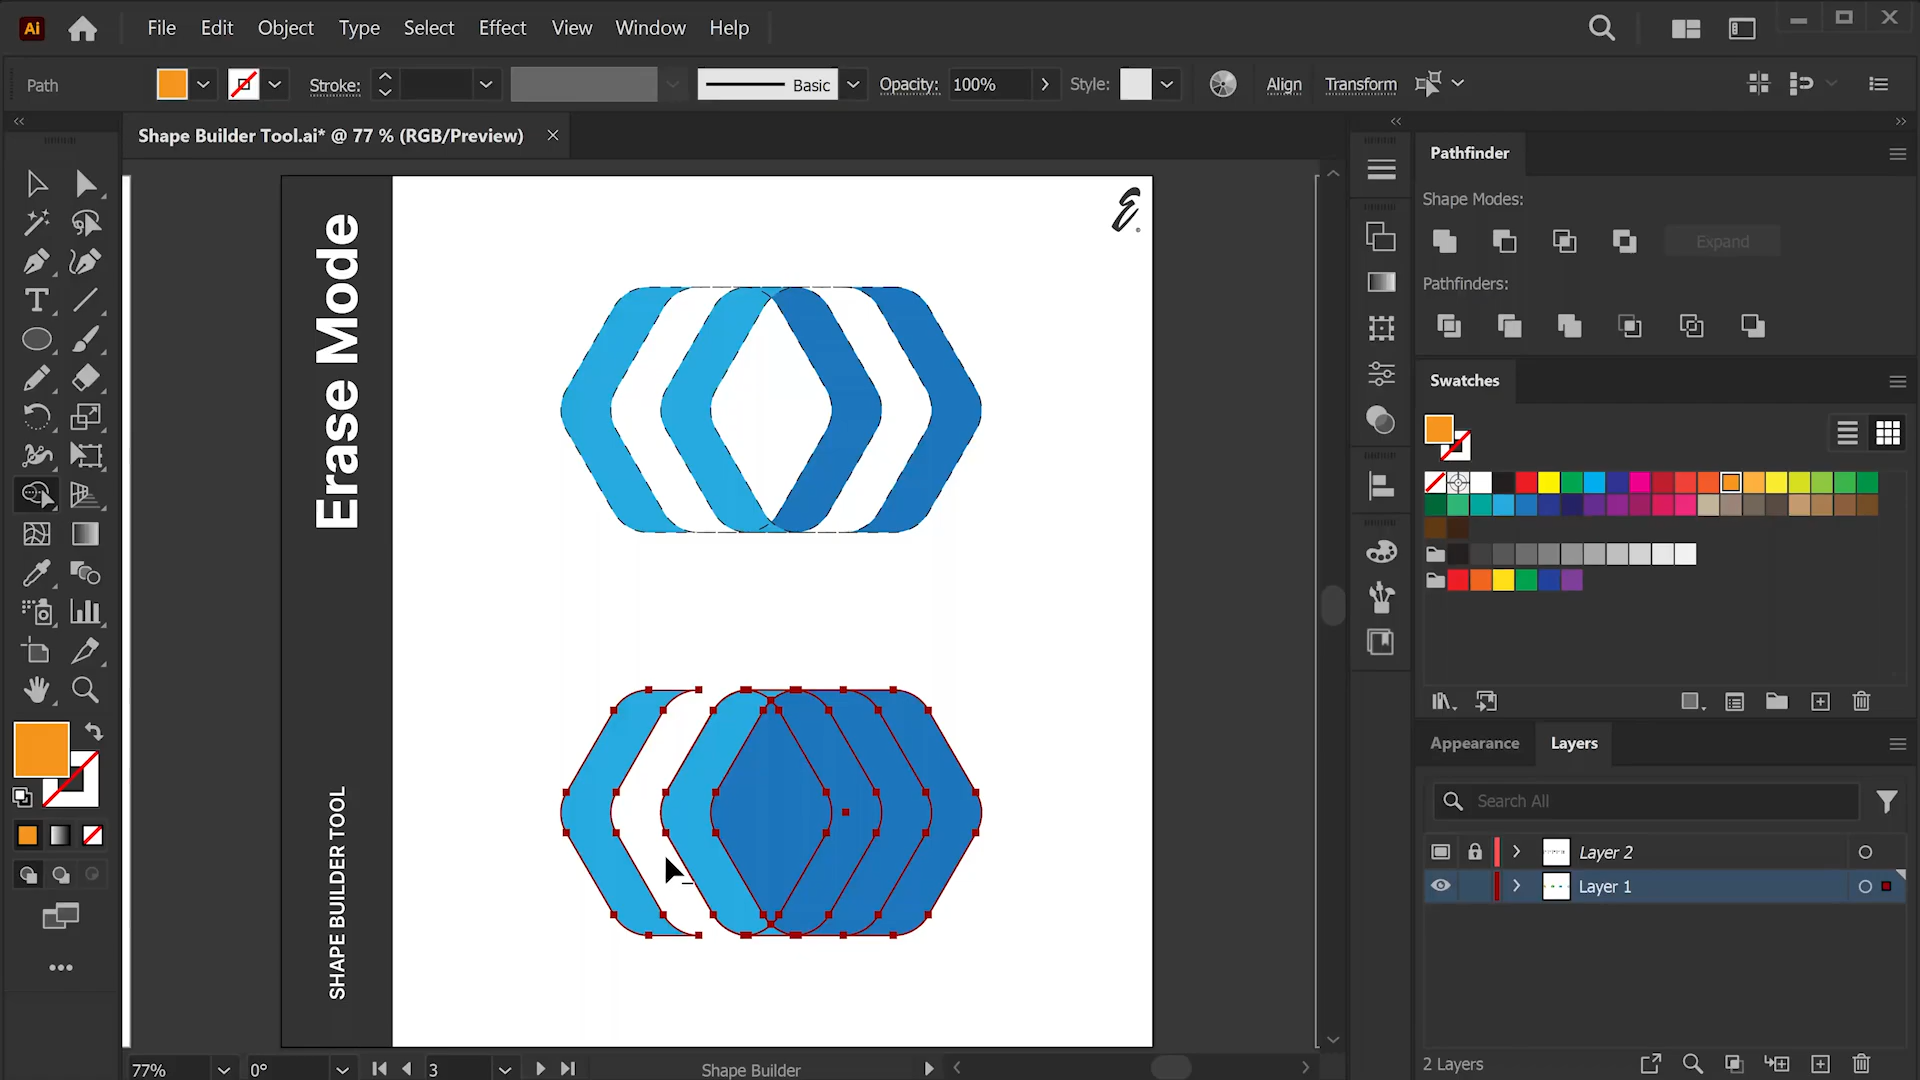 Ai
File Edit Object Type Select Effect View Window Help
Path
Stroke:
Basic
Opacity: 100%
Style:
Align
Transform
Shape Builder Tool.ai* @ 77 % (RGB/Preview)
Erase Mode
SHAPE BUILDER TOOL
Pathfinder
Shape Modes:
Expand
Pathfinders:
Swatches
Appearance
Layers
Search All
Layer 2
Layer 1
2 Layers
77%
0°
3
Shape Builder